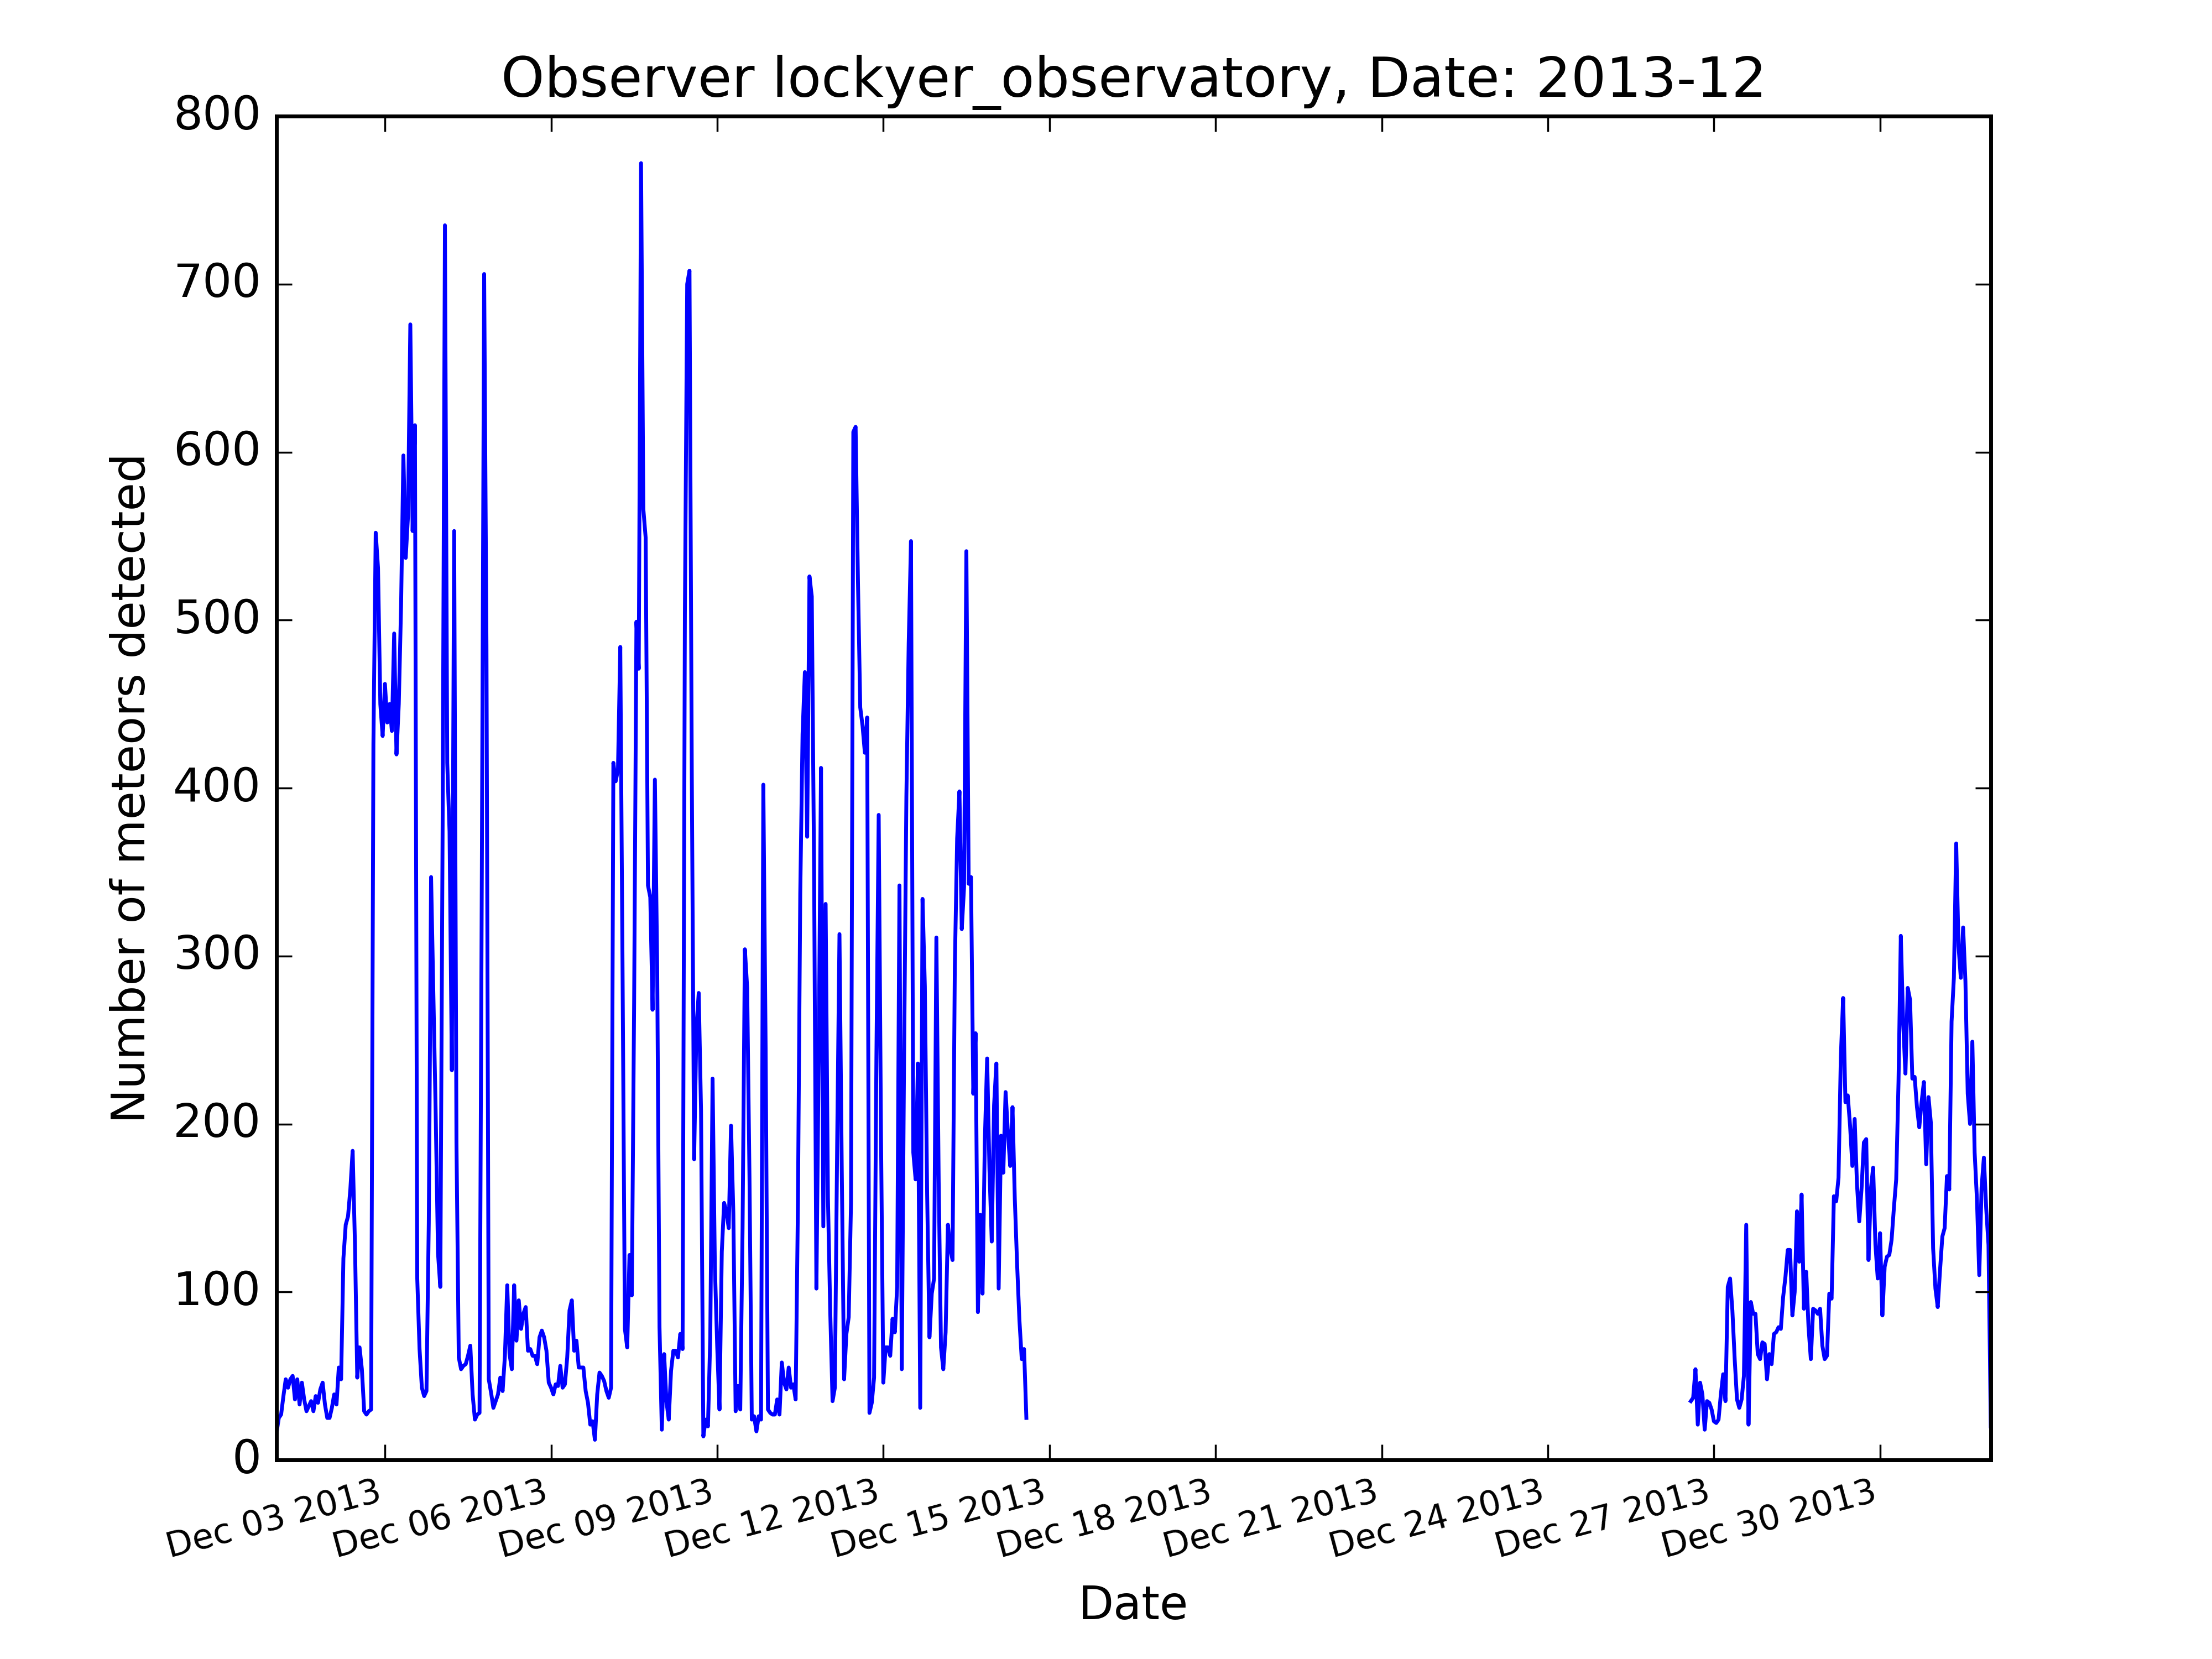 Observer lockyer_observatory, Date: 2013-12
800
700
600
500
400
300
200
100
0
Number of meteors detected
Dec 03 2013
Dec 06 2013
Dec 09 2013
Dec 12 2013
Dec 15 2013
Dec 18 2013
Dec 21 2013
Dec 24 2013
Dec 27 2013
Dec 30 2013
Date